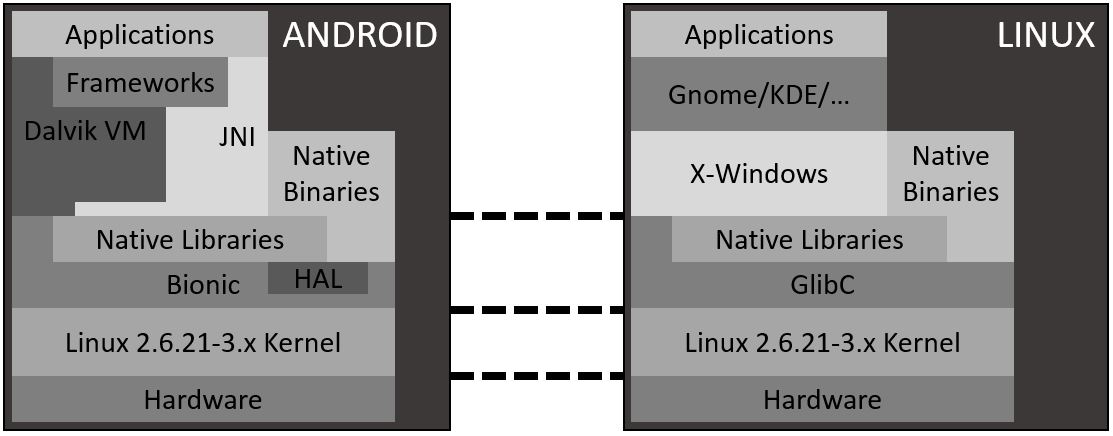 ANDROID
Applications
Frameworks
Dalvik VM
JNI
Native
Binaries
Native Libraries
HAL
Bionic
Linux 2.6.21-3.x Kernel
Hardware
LINUX
Applications
Gnome/KDE/...
X-Windows
Native
Binaries
Native Libraries
GlibC
Linux 2.6.21-3.x Kernel
Hardware